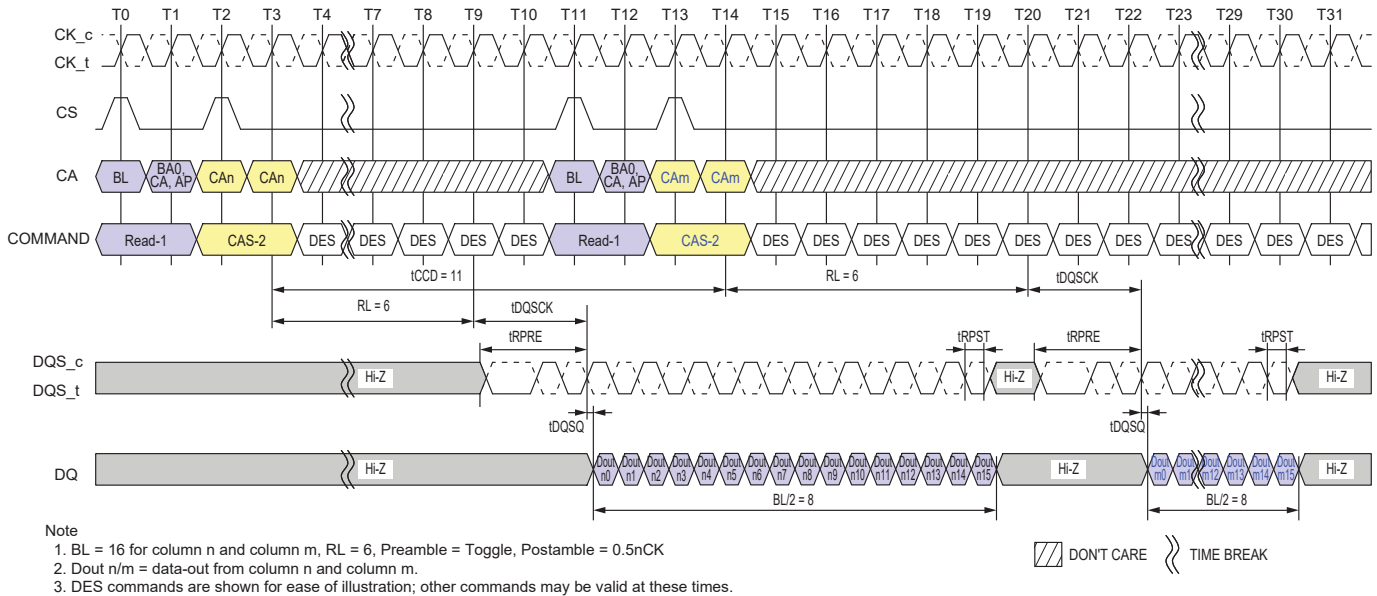 T0 T1 T2 T3 T4 T7 T8 T9 T10 T11 T12 T13 T14 T15 T16 T17 T18 T19 T20 T21 T22 T23 T29 T30 T31
CK_c
CK_t
CS
CA BL BA0, CA, AP CAn CAn BL BA0, CA, AP CAm CAm
COMMAND Read-1 CAS-2 DES DES DES DES DES Read-1 CAS-2 DES DES DES DES DES DES DES DES DES DES DES DES
tCCD = 11 RL = 6 tDQSCK
RL = 6 tDQSCK
tRPRE tRPST tRPRE tRPST
DQS_c
DQS_t
Hi-Z Hi-Z Hi-Z
tDQSQ tDQSQ
DQ Hi-Z Dout n0 Dout n1 Dout n2 Dout n3 Dout n4 Dout n5 Dout n6 Dout n7 Dout n8 Dout n9 Dout n10 Dout n11 Dout n12 Dout n13 Dout n14 Dout n15 Hi-Z Dout m0 Dout m1 Dout m12 Dout m13 Dout m14 Dout m15 Hi-Z
BL/2 = 8 BL/2 = 8
Note
1. BL = 16 for column n and column m, RL = 6, Preamble = Toggle, Postamble = 0.5nCK
2. Dout n/m = data-out from column n and column m.
3. DES commands are shown for ease of illustration; other commands may be valid at these times.
DON'T CARE TIME BREAK